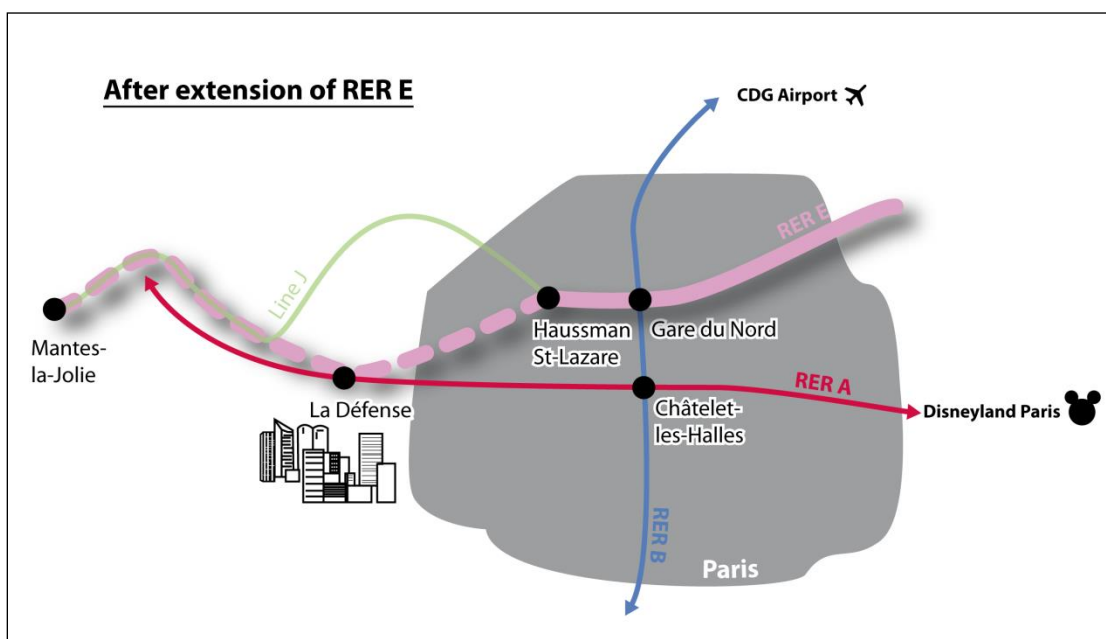 After extension of RER E
CDG Airport
RER E
Line J
Haussman
St-Lazare
Gare du Nord
Mantes-
la-Jolie
La Défense
Châtelet-
les-Halles
RER A
Disneyland Paris
RER B
Paris